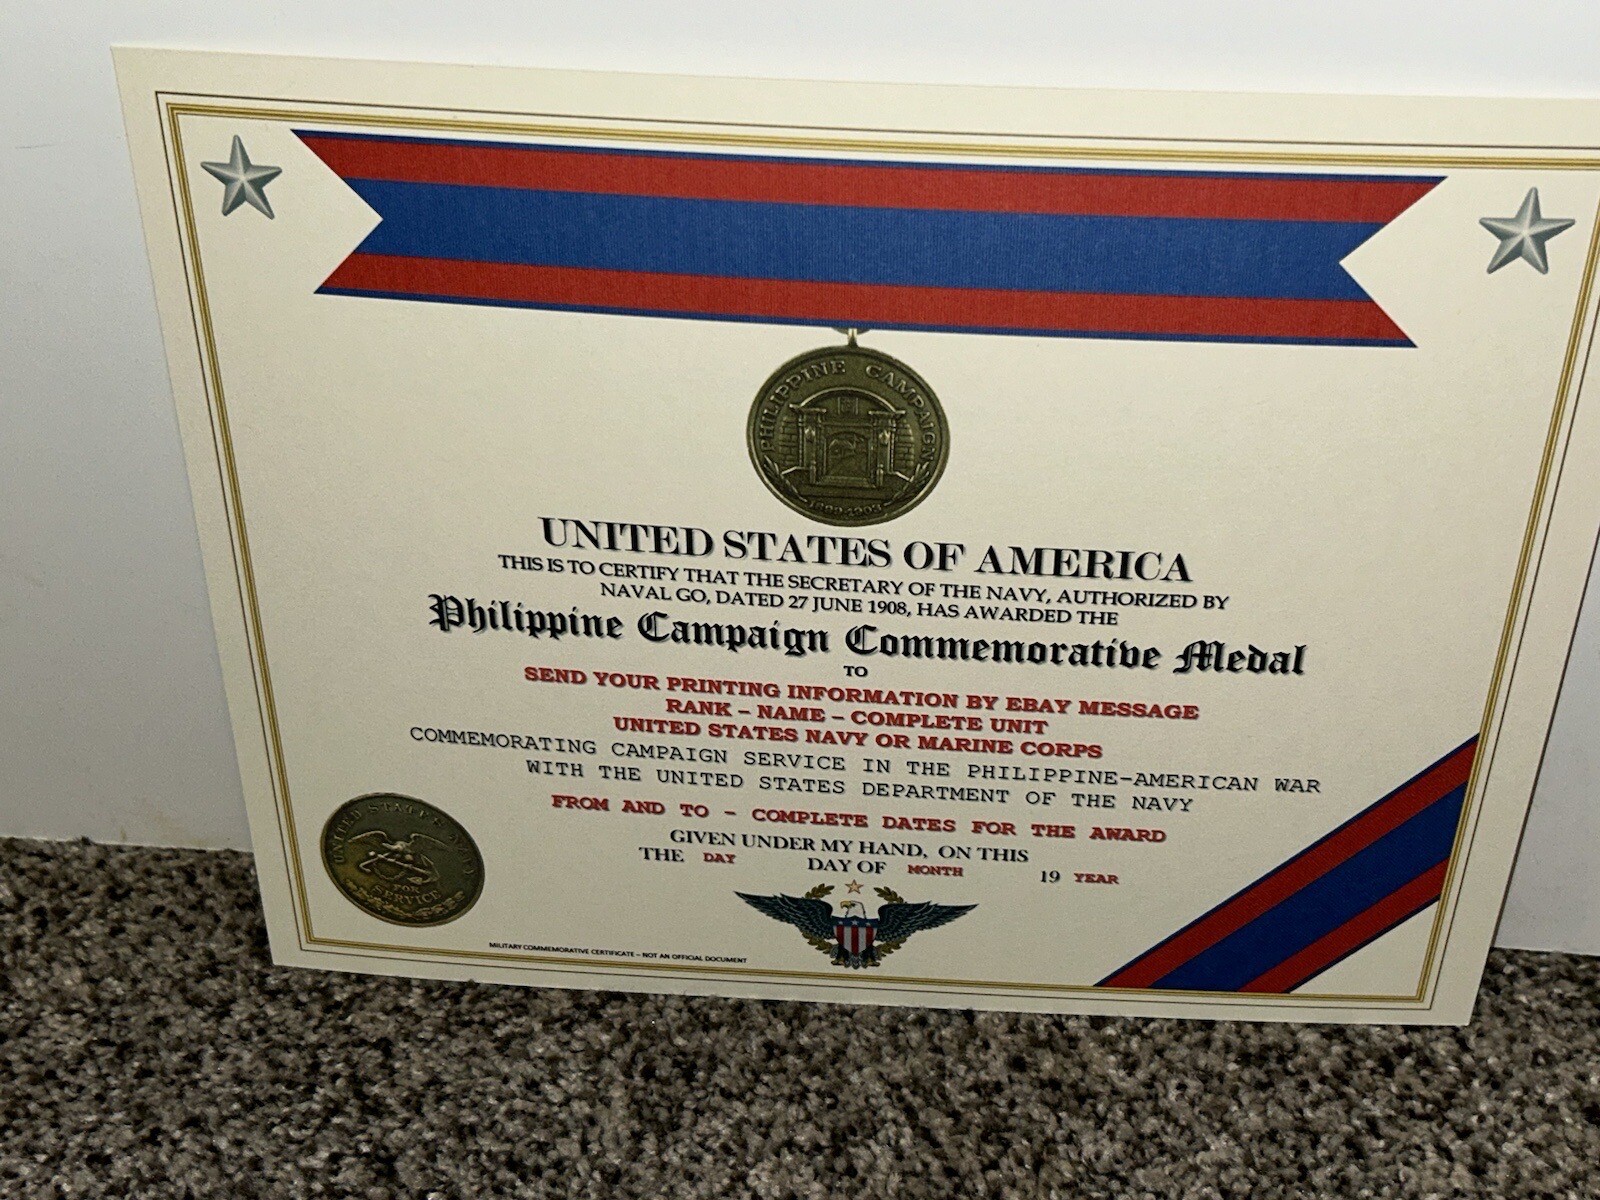 PHILIPPINE CAMPAIGN
1899-1903
UNITED STATES OF AMERICA
THIS IS TO CERTIFY THAT THE SECRETARY OF THE NAVY, AUTHORIZED BY
NAVAL GO, DATED 27 JUNE 1908, HAS AWARDED THE
Philippine Campaign Commemorative Medal
TO
SEND YOUR PRINTING INFORMATION BY EBAY MESSAGE
RANK – NAME – COMPLETE UNIT
UNITED STATES NAVY OR MARINE CORPS
COMMEMORATING CAMPAIGN SERVICE IN THE PHILIPPINE-AMERICAN WAR
WITH THE UNITED STATES DEPARTMENT OF THE NAVY
FROM AND TO – COMPLETE DATES FOR THE AWARD
GIVEN UNDER MY HAND, ON THIS
THE DAY DAY OF MONTH 19 YEAR
UNITED STATES NAVY
FOR
SERVICE
MILITARY COMMEMORATIVE CERTIFICATE – NOT AN OFFICIAL DOCUMENT